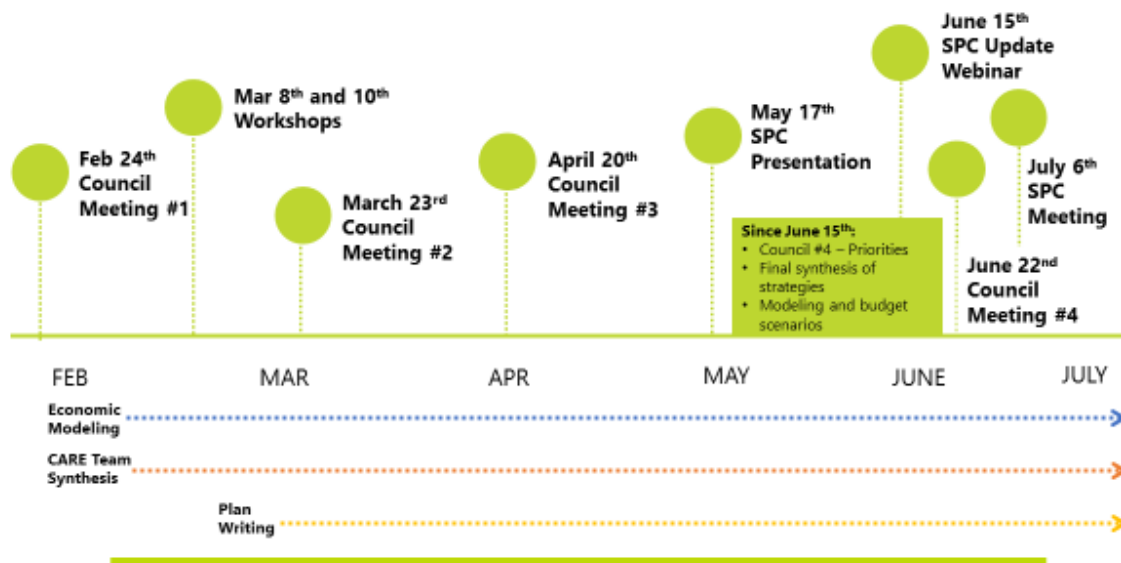 Feb 24th
Council
Meeting #1
Mar 8th and 10th
Workshops
March 23rd
Council
Meeting #2
April 20th
Council
Meeting #3
May 17th
SPC
Presentation
June 15th
SPC Update
Webinar
Since June 15th:
• Council #4 – Priorities
• Final synthesis of
strategies
• Modeling and budget
scenarios
June 22nd
Council
Meeting #4
July 6th
SPC
Meeting
FEB
MAR
APR
MAY
JUNE
JULY
Economic
Modeling
CARE Team
Synthesis
Plan
Writing